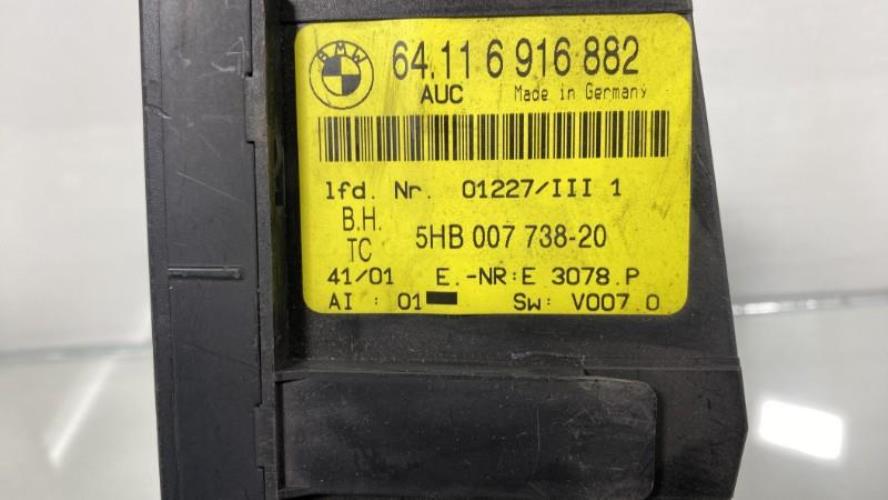 BMW
64.11 6 916 882
AUC Made in Germany
lfd. Nr. 01227/III 1
B.H.
TC 5HB 007 738-20
41/01 E.-NR:E 3078.P
AI : 01 Sw: V007.0